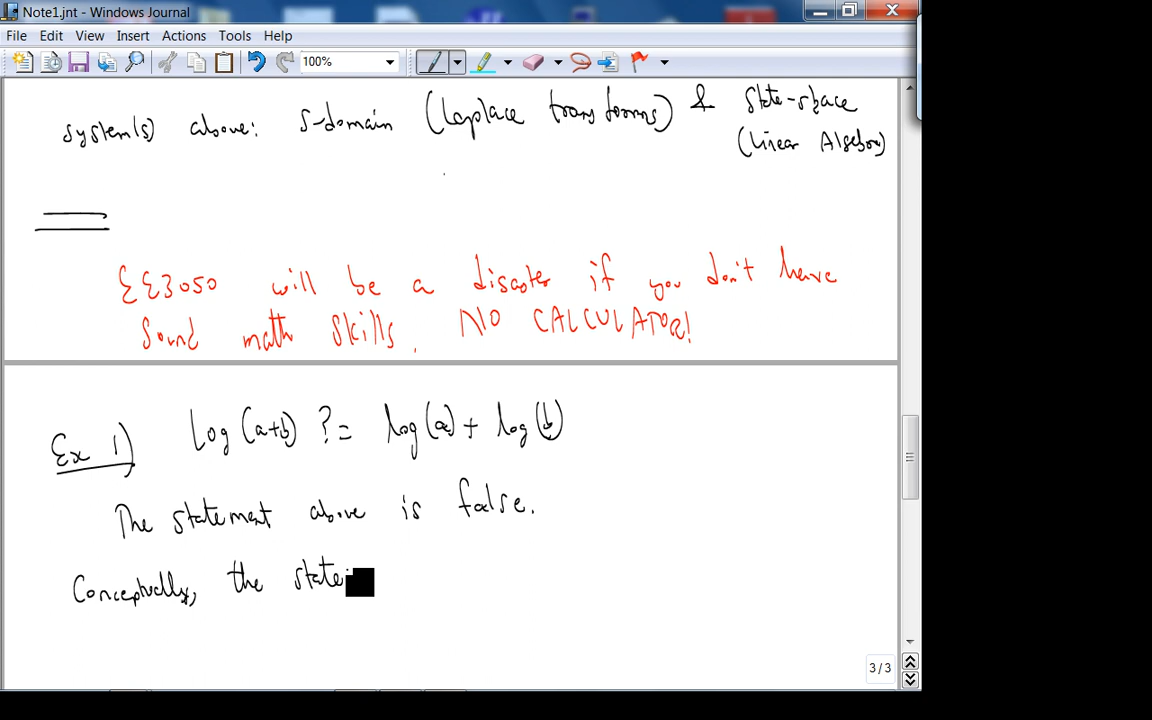 Note1.jnt - Windows Journal
File Edit View Insert Actions Tools Help
100%
system(s) above: s-domain (Laplace transforms) & state-space
(Linear Algebra)
EE3050 will be a disaster if you don't have
sound math skills. NO CALCULATOR!
Ex 1) log(a+b) ?= log(a) + log(b)
The statement above is false.
Conceptually, the state
3/3